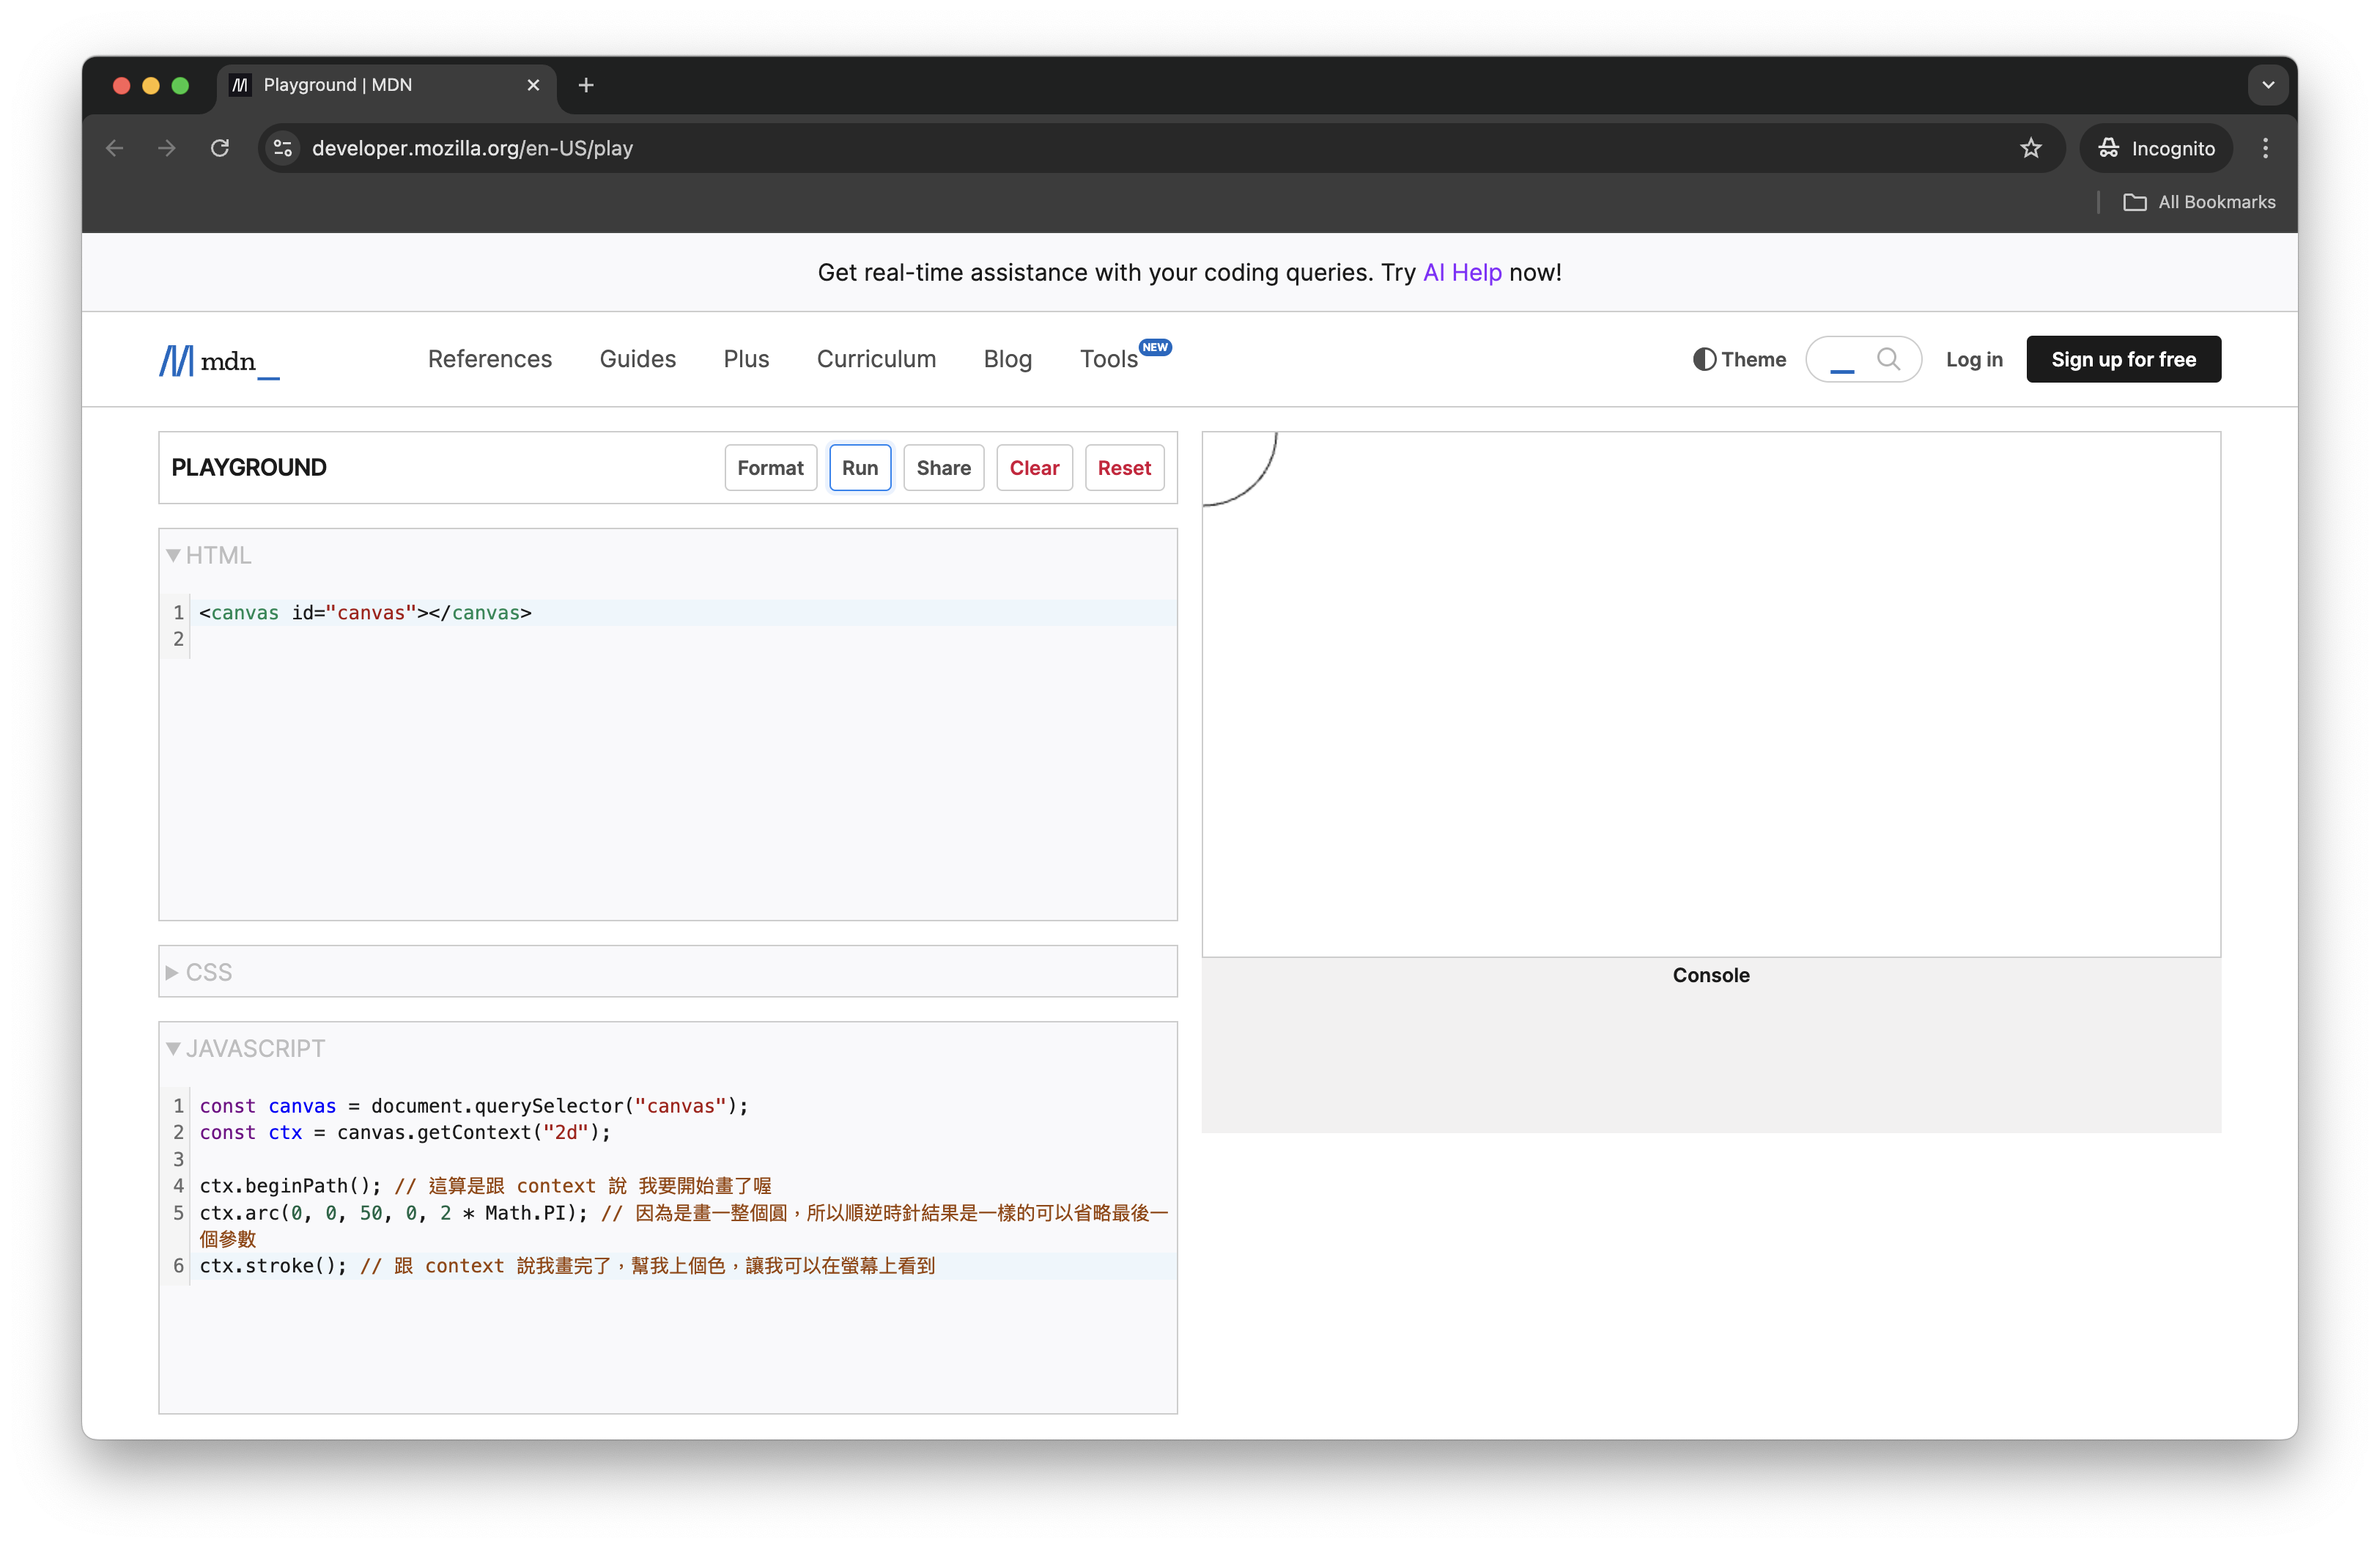 Playground | MDN
developer.mozilla.org/en-US/play
Incognito
All Bookmarks
Get real-time assistance with your coding queries. Try AI Help now!
mdn_
References Guides Plus Curriculum Blog Tools NEW
Theme Log in Sign up for free
PLAYGROUND Format Run Share Clear Reset
HTML
1 <canvas id="canvas"></canvas>
2
CSS
JAVASCRIPT
1 const canvas = document.querySelector("canvas");
2 const ctx = canvas.getContext("2d");
3
4 ctx.beginPath(); // 這算是跟 context 說 我要開始畫了喔
5 ctx.arc(0, 0, 50, 0, 2 * Math.PI); // 因為是畫一整個圓，所以順逆時針結果是一樣的可以省略最後一
個參數
6 ctx.stroke(); // 跟 context 說我畫完了，幫我上個色，讓我可以在螢幕上看到
Console